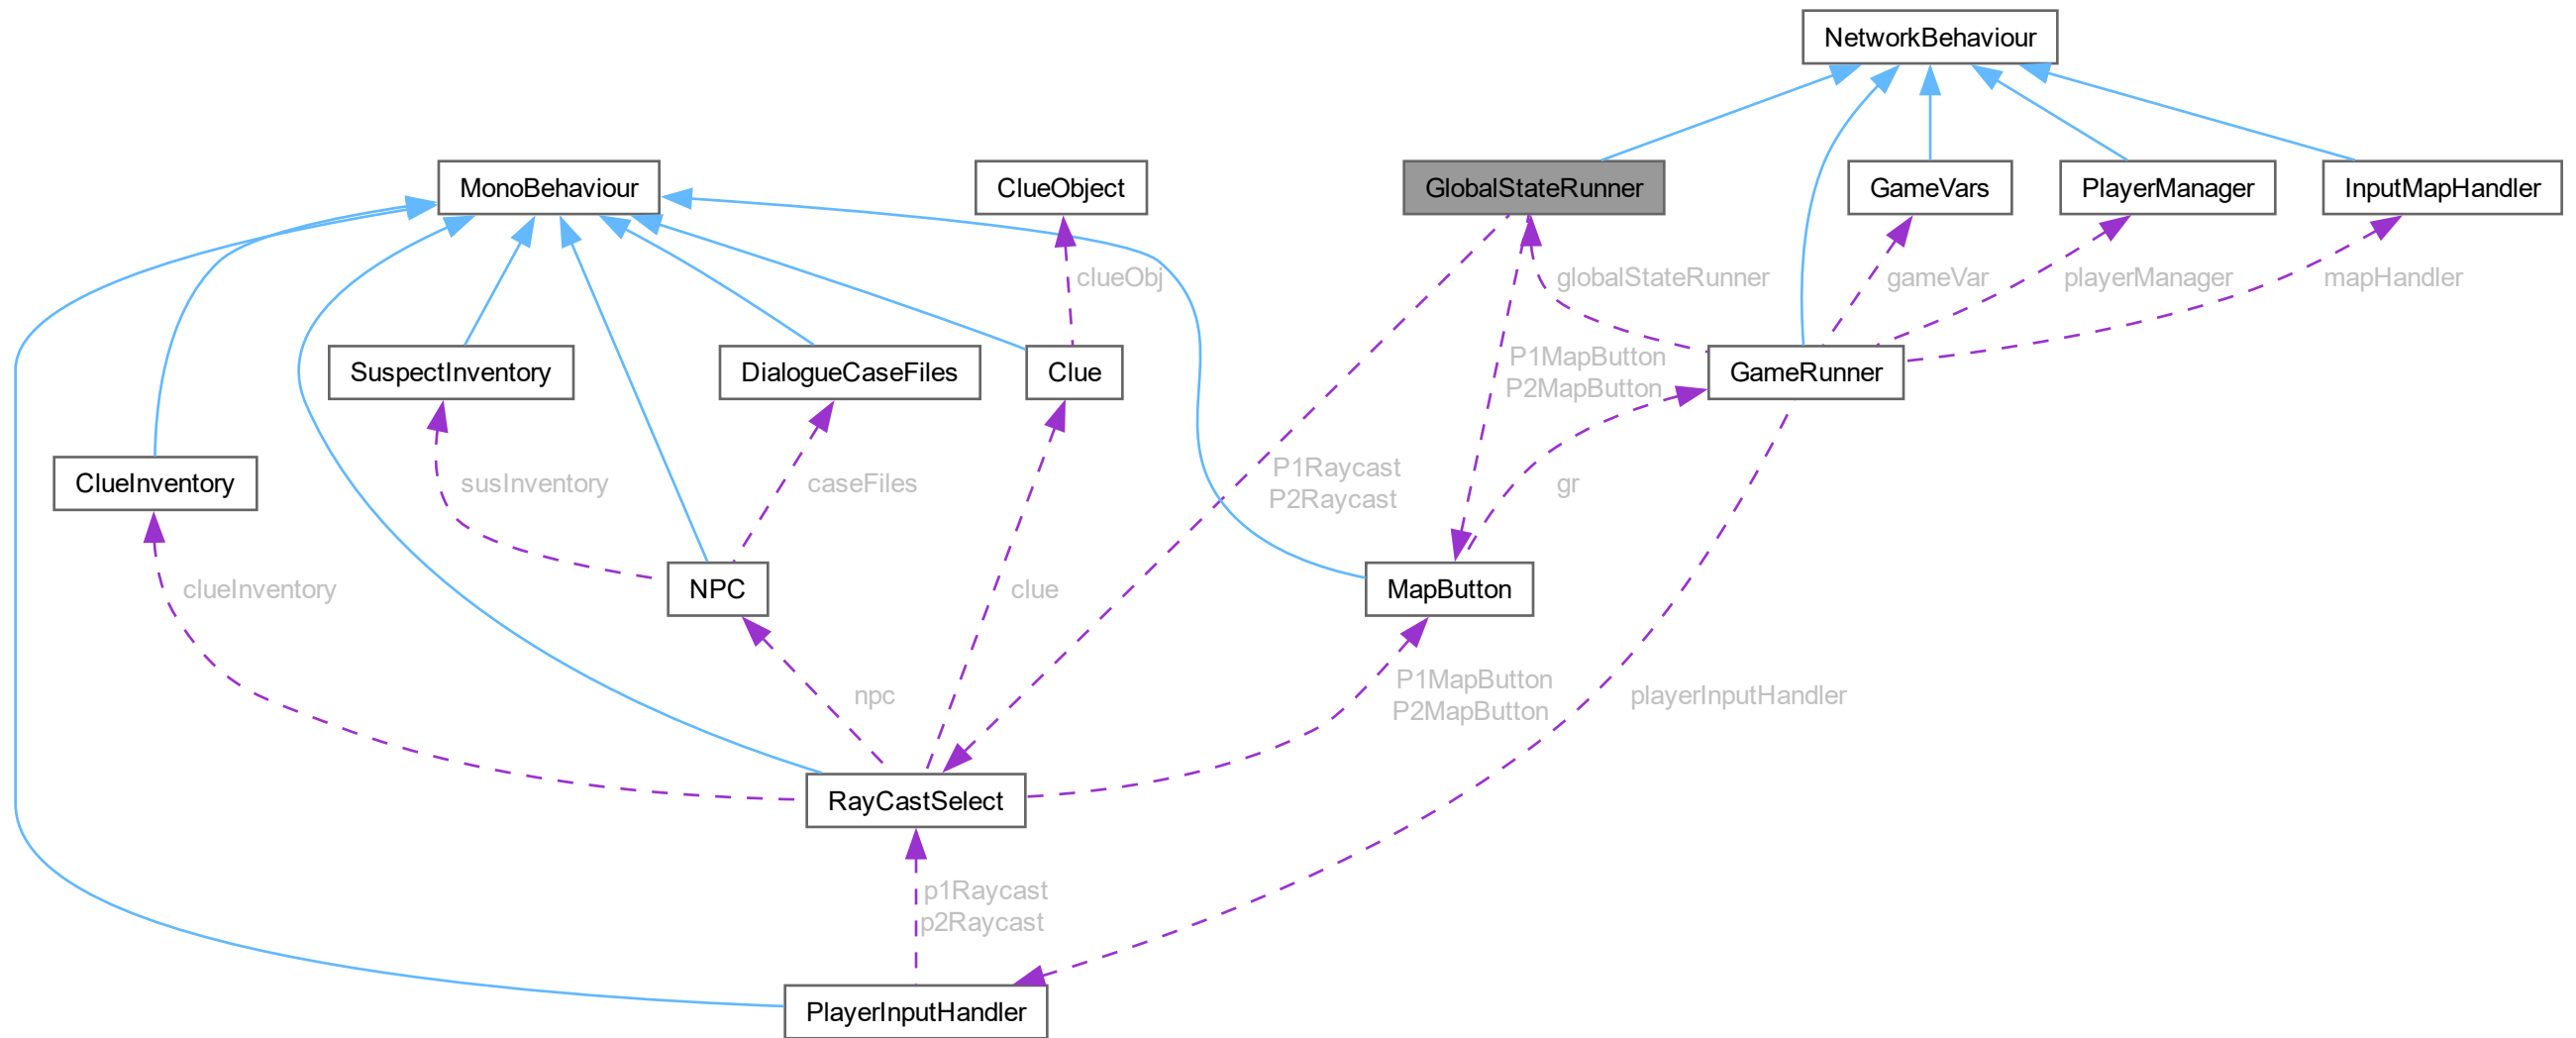 NetworkBehaviour
MonoBehaviour
ClueObject
GlobalStateRunner
GameVars
PlayerManager
InputMapHandler
clueObj
globalStateRunner
gameVar
playerManager
mapHandler
SuspectInventory
DialogueCaseFiles
Clue
P1MapButton
P2MapButton
GameRunner
ClueInventory
susInventory
caseFiles
P1Raycast
P2Raycast
gr
clueInventory
NPC
clue
MapButton
npc
P1MapButton
P2MapButton
playerInputHandler
RayCastSelect
p1Raycast
p2Raycast
PlayerInputHandler